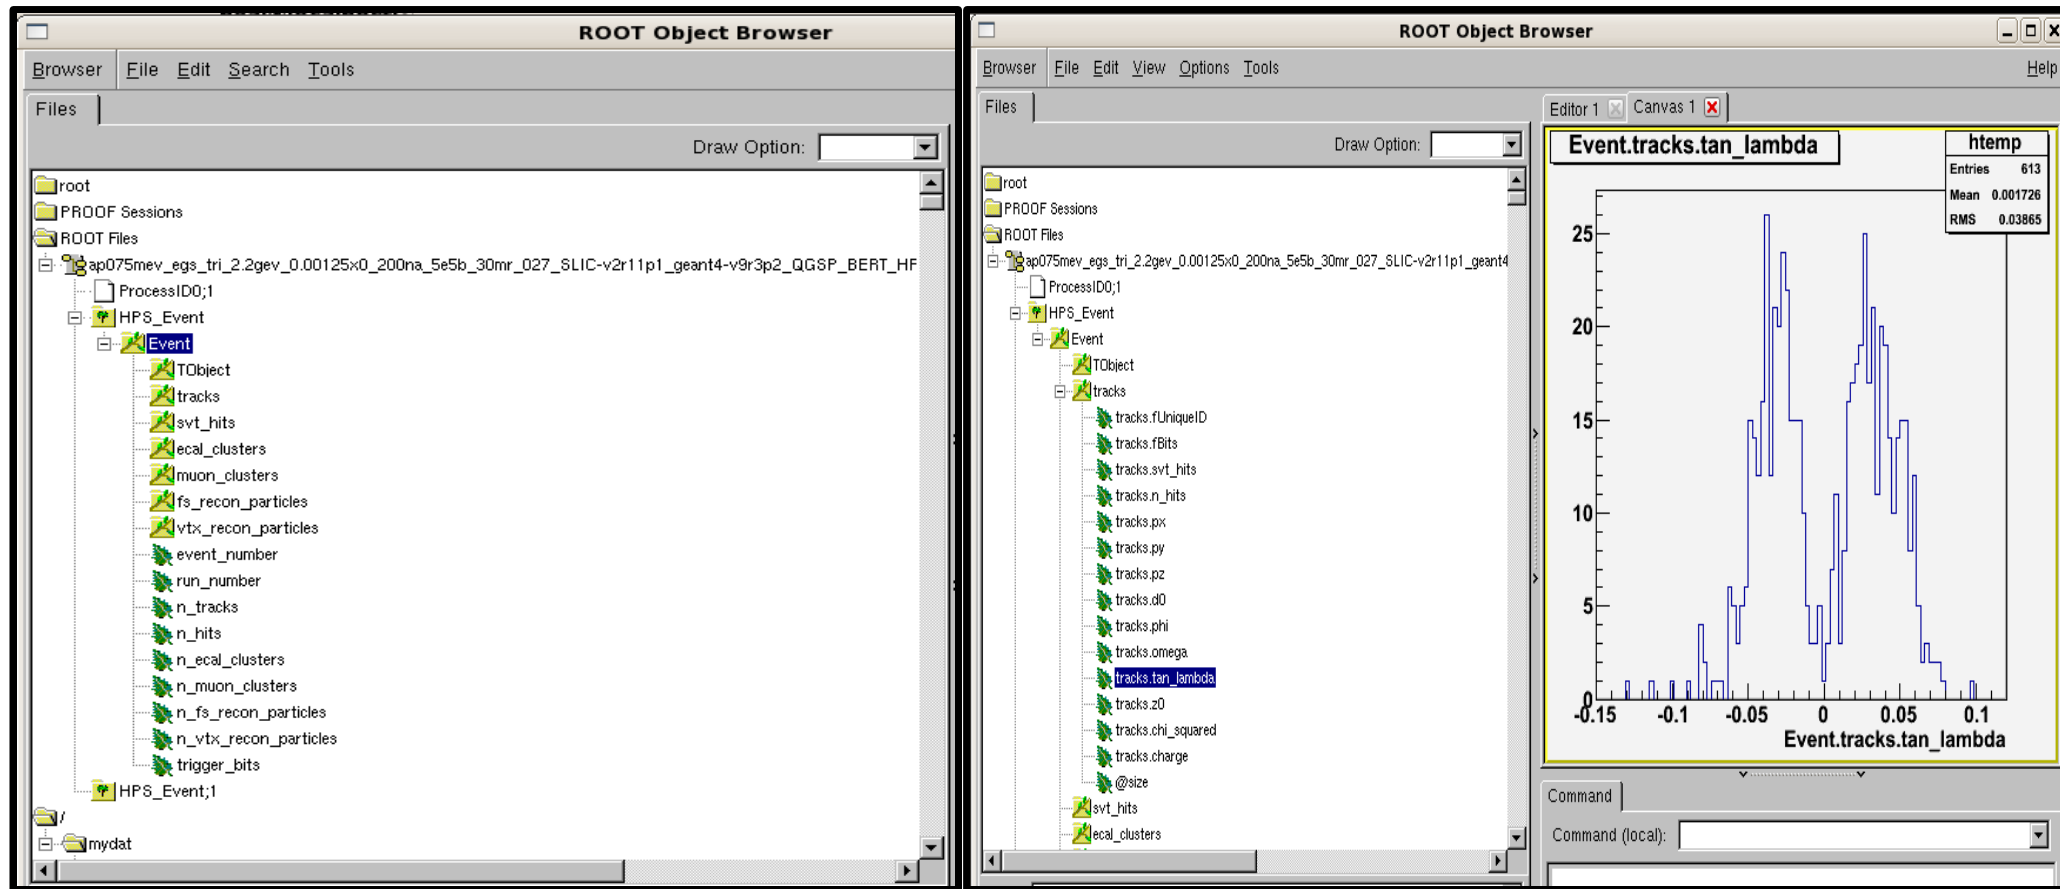 ROOT Object Browser
Browser File Edit Search Tools
Files
Draw Option:
root
PROOF Sessions
ROOT Files
ap075mev_egs_tri_2.2gev_0.00125x0_200na_5e5b_30mr_027_SLIC-v2r11p1_geant4-v9r3p2_QGSP_BERT_HF
ProcessID0;1
HPS_Event
Event
TObject
tracks
svt_hits
ecal_clusters
muon_clusters
fs_recon_particles
vtx_recon_particles
event_number
run_number
n_tracks
n_hits
n_ecal_clusters
n_muon_clusters
n_fs_recon_particles
n_vtx_recon_particles
trigger_bits
HPS_Event;1
/
mydat
ROOT Object Browser
Browser File Edit View Options Tools Help
Files
Draw Option:
root
PROOF Sessions
ROOT Files
ap075mev_egs_tri_2.2gev_0.00125x0_200na_5e5b_30mr_027_SLIC-v2r11p1_geant4
ProcessID0;1
HPS_Event
Event
TObject
tracks
tracks.fUniqueID
tracks.fBits
tracks.svt_hits
tracks.n_hits
tracks.px
tracks.py
tracks.pz
tracks.d0
tracks.phi
tracks.omega
tracks.tan_lambda
tracks.z0
tracks.chi_squared
tracks.charge
@size
svt_hits
ecal_clusters
Editor 1 Canvas 1
Event.tracks.tan_lambda
htemp
Entries 613
Mean 0.001726
RMS 0.03865
25
20
15
10
5
0
-0.15 -0.1 -0.05 0 0.05 0.1
Event.tracks.tan_lambda
Command
Command (local):